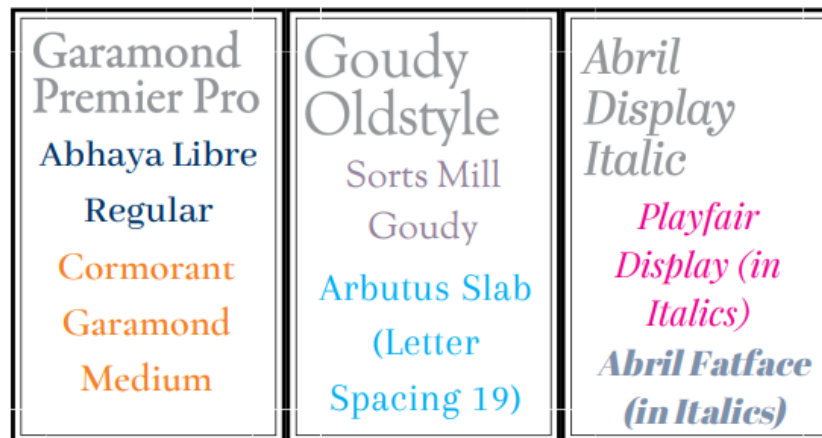 Garamond
Premier Pro
Abhaya Libre
Regular
Cormorant
Garamond
Medium
Goudy
Oldstyle
Sorts Mill
Goudy
Arbutus Slab
(Letter
Spacing 19)
Abril
Display
Italic
Playfair
Display (in
Italics)
Abril Fatface
(in Italics)